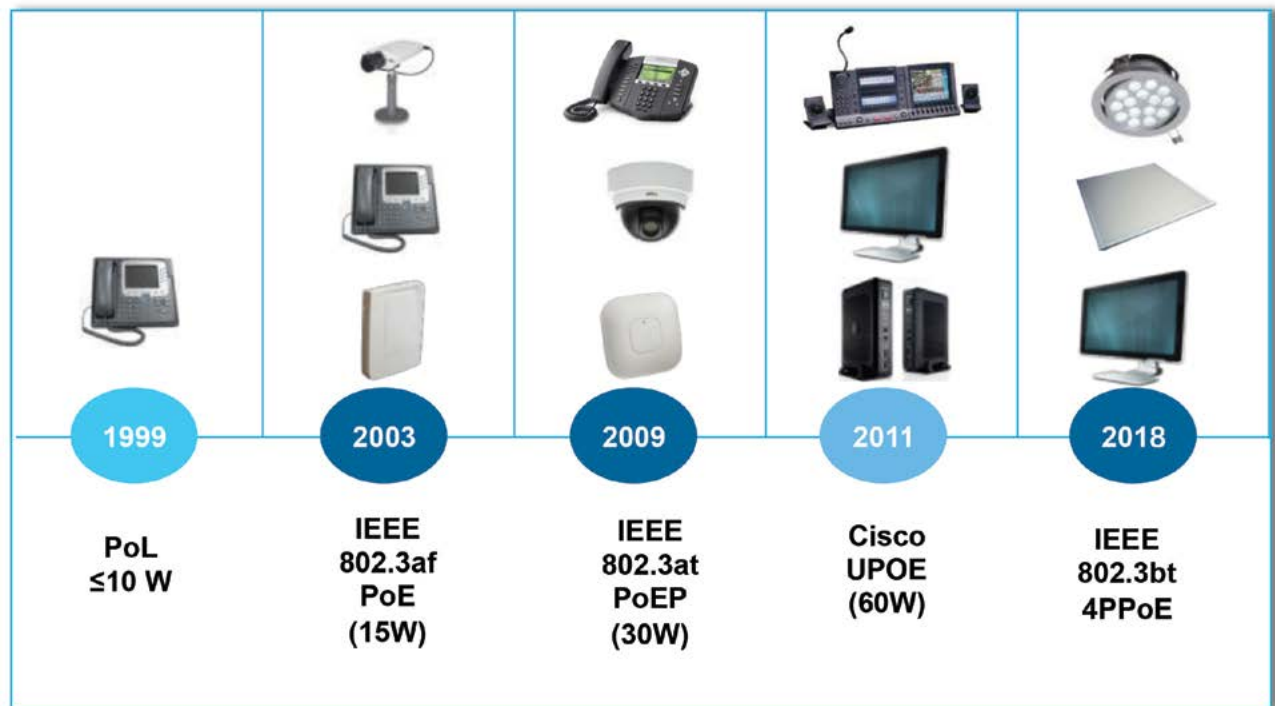 1999
2003
2009
2011
2018
PoL
≤10 W
IEEE
802.3af
PoE
(15W)
IEEE
802.3at
PoEP
(30W)
Cisco
UPOE
(60W)
IEEE
802.3bt
4PPoE